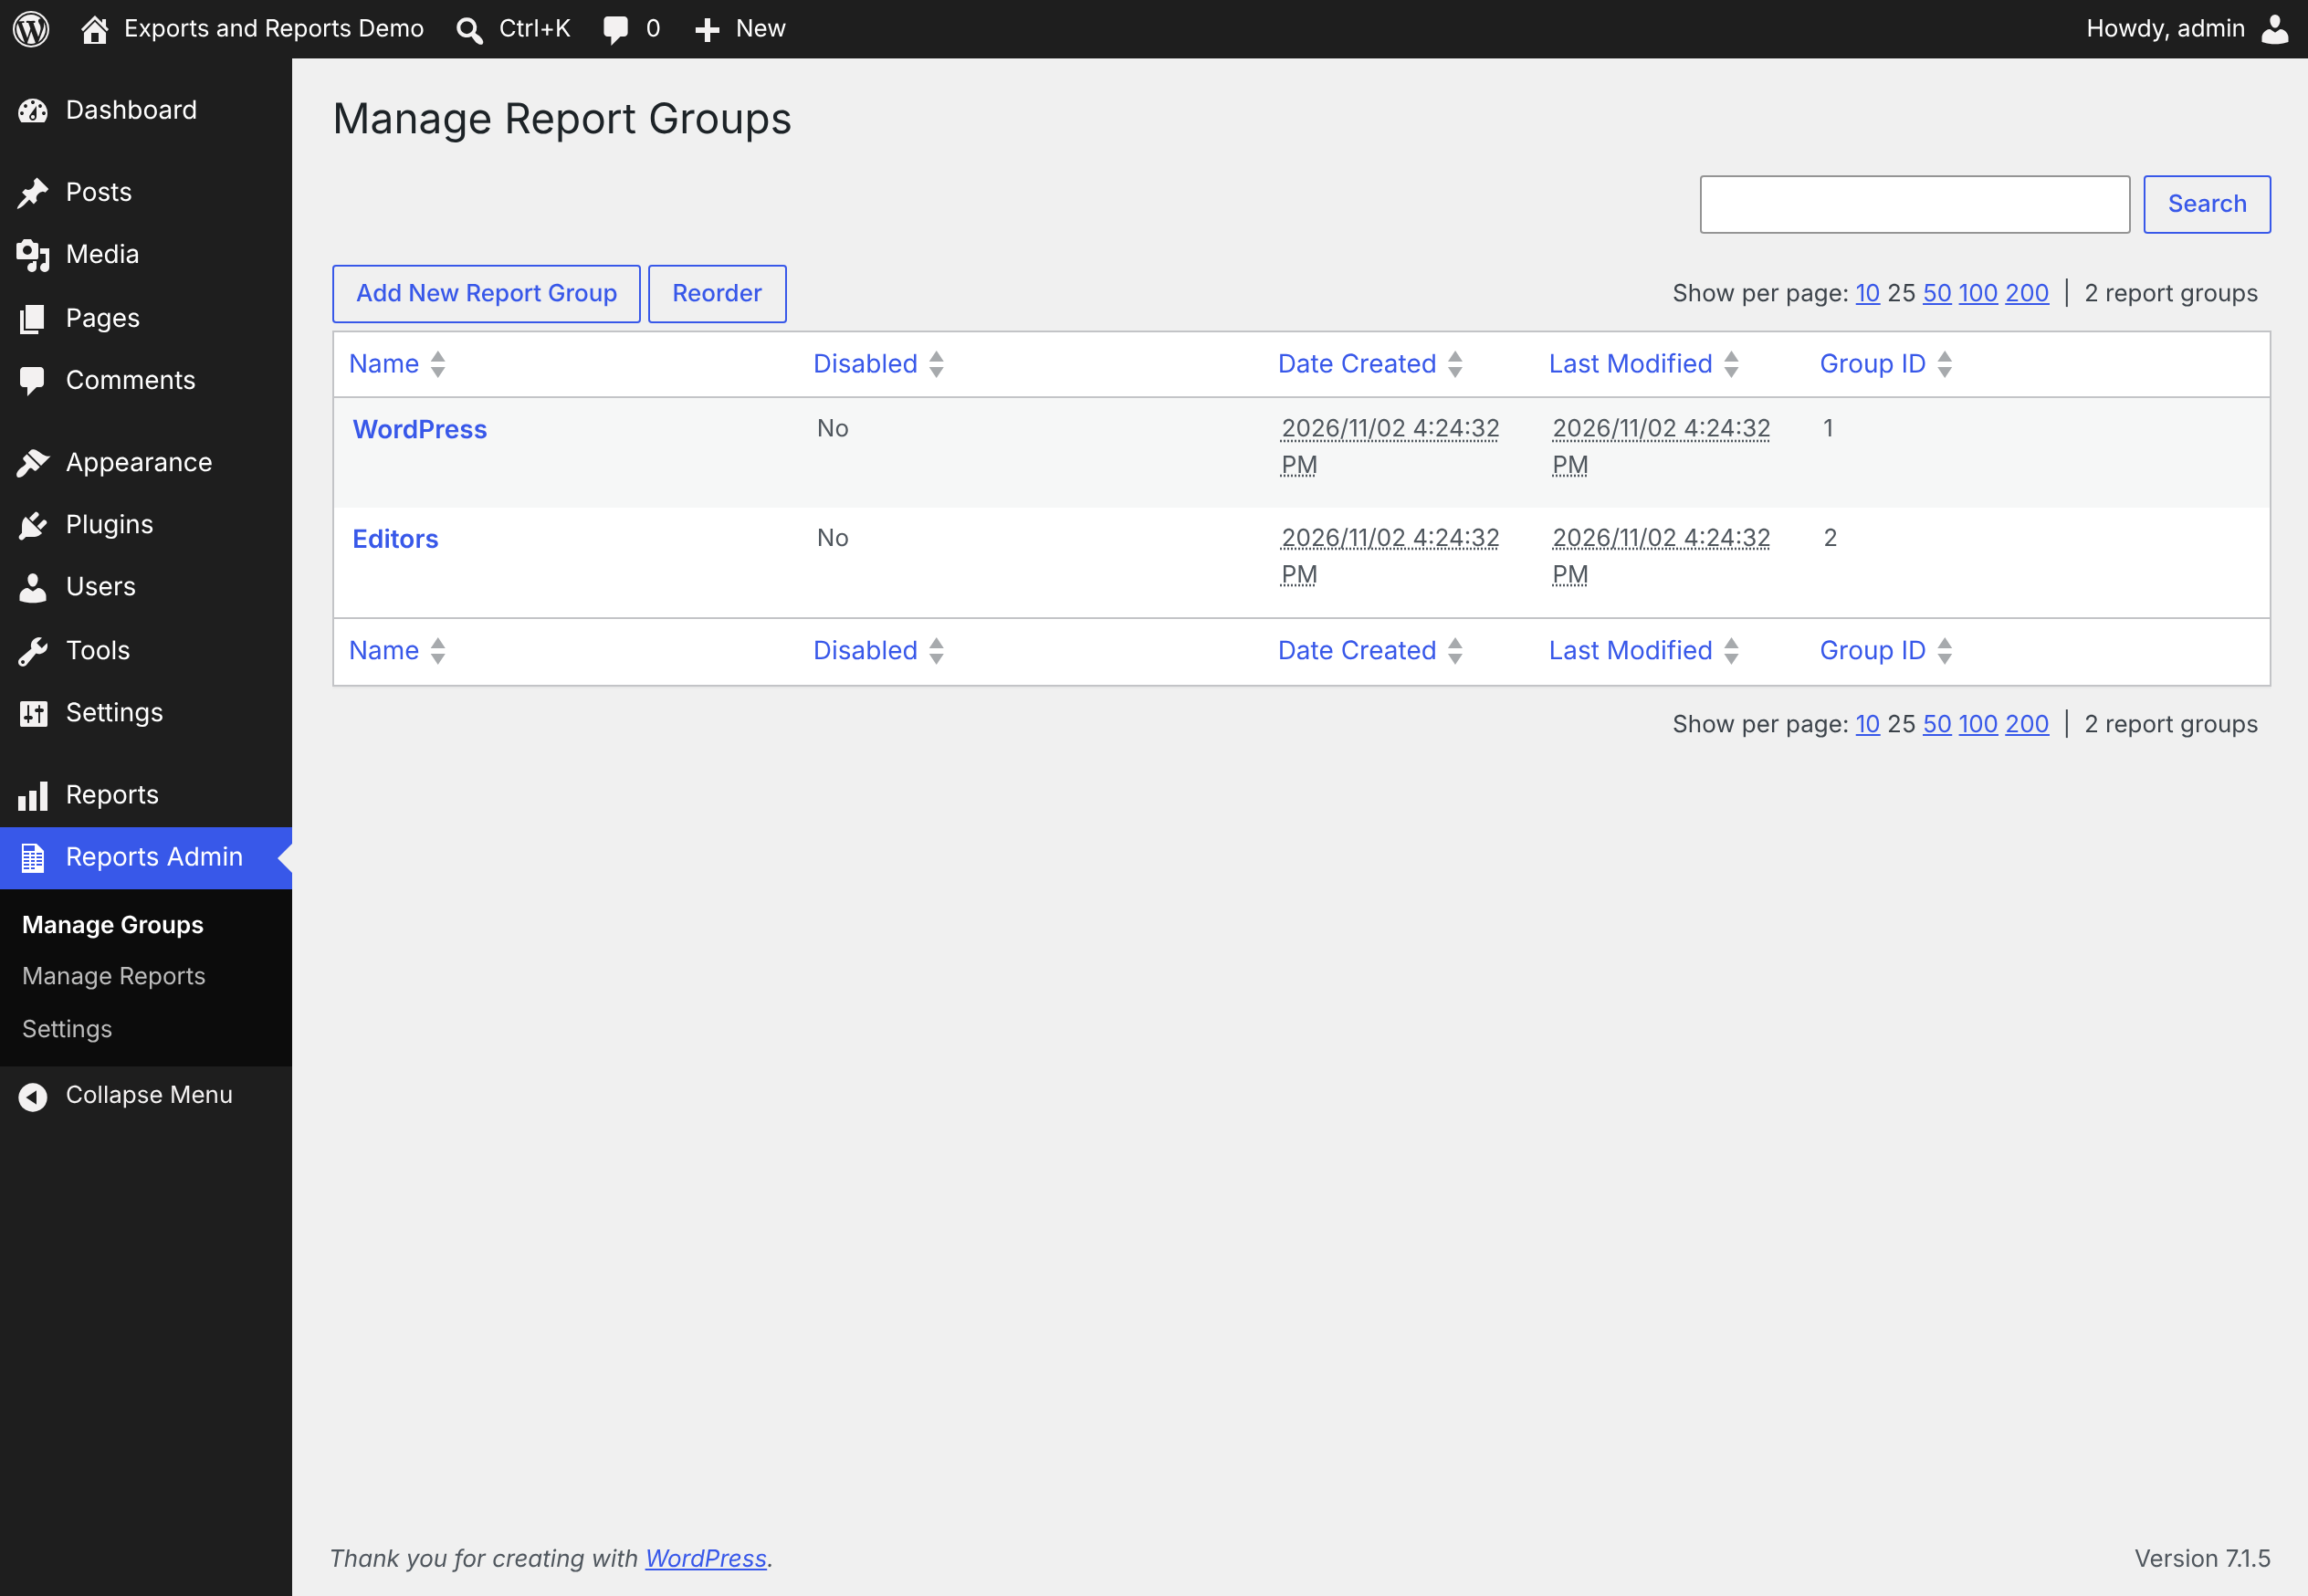 Exports and Reports Demo Ctrl+K 0 New Howdy, admin
Dashboard
Posts
Media
Pages
Comments
Appearance
Plugins
Users
Tools
Settings
Reports
Reports Admin
Manage Groups
Manage Reports
Settings
Collapse Menu
Manage Report Groups
Search
Add New Report Group Reorder Show per page: 10 25 50 100 200 | 2 report groups
Name Disabled Date Created Last Modified Group ID
WordPress No 2026/11/02 4:24:32 2026/11/02 4:24:32 1
PM PM
Editors No 2026/11/02 4:24:32 2026/11/02 4:24:32 2
PM PM
Name Disabled Date Created Last Modified Group ID
Show per page: 10 25 50 100 200 | 2 report groups
Thank you for creating with WordPress. Version 7.1.5